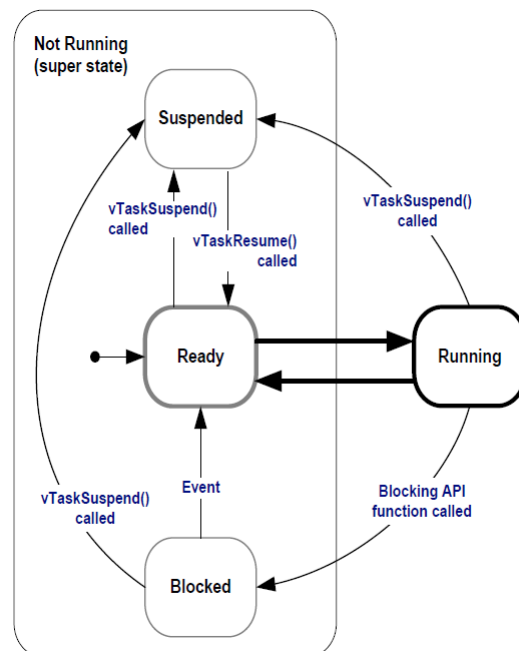 Not Running
(super state)
Suspended
vTaskSuspend()
called
vTaskResume()
called
vTaskSuspend()
called
Ready
Running
Event
vTaskSuspend()
called
Blocking API
function called
Blocked